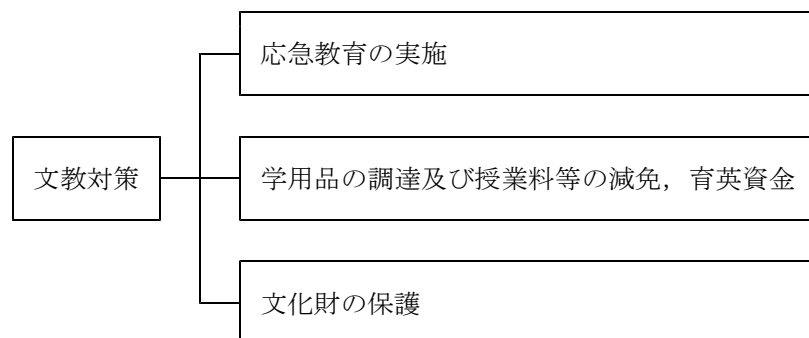 応急教育の実施
文教対策
学用品の調達及び授業料等の減免，育英資金
文化財の保護